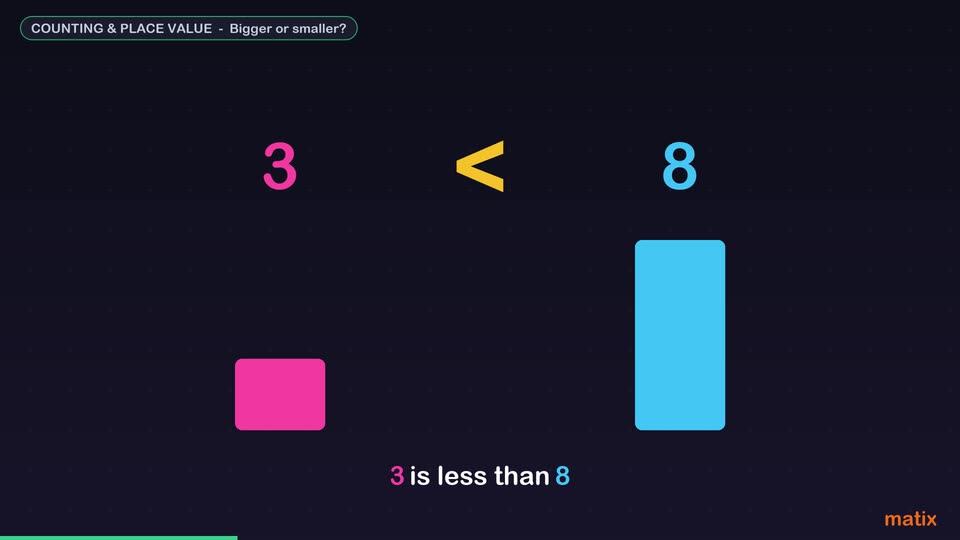 COUNTING & PLACE VALUE - Bigger or smaller?
3 < 8
3 is less than 8
matix